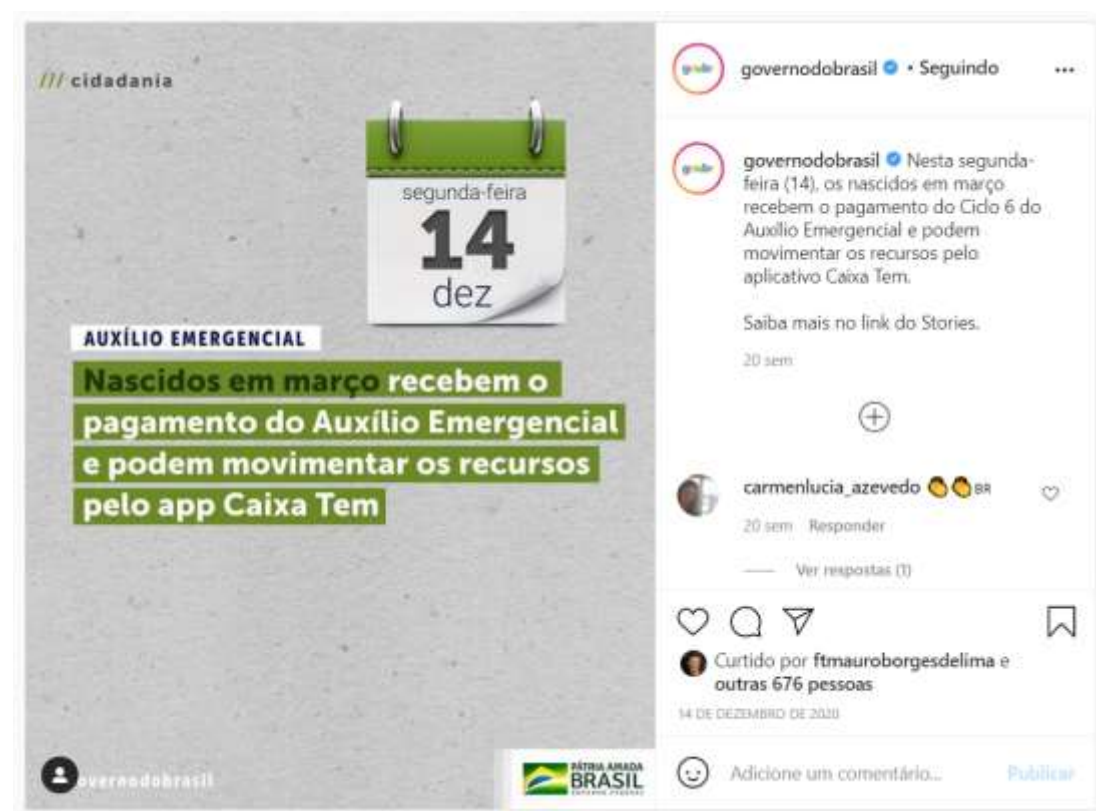 /// cidadania
segunda-feira
14
dez
AUXÍLIO EMERGENCIAL
Nascidos em março recebem o
pagamento do Auxílio Emergencial
e podem movimentar os recursos
pelo app Caixa Tem
overnodobrasil
PÁTRIA AMADA
BRASIL
GOVERNO FEDERAL
governodobrasil • Seguindo
governodobrasil Nesta segunda-
feira (14), os nascidos em março
recebem o pagamento do Ciclo 6 do
Auxílio Emergencial e podem
movimentar os recursos pelo
aplicativo Caixa Tem.
Saiba mais no link do Stories.
20 sem
carmenlucia_azevedo 👏👏 BR
20 sem Responder
Ver respostas (1)
Curtido por ftmauroborgesdelima e
outras 676 pessoas
14 DE DEZEMBRO DE 2020
Adicione um comentário... Publicar